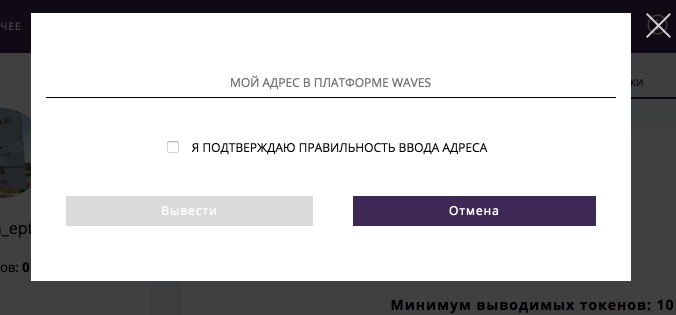 ЧЕЕ
МОЙ АДРЕС В ПЛАТФОРМЕ WAVES
ки
Я ПОДТВЕРЖДАЮ ПРАВИЛЬНОСТЬ ВВОДА АДРЕСА
Вывести
Отмена
_ept
ов: 0
Минимум выводимых токенов: 10